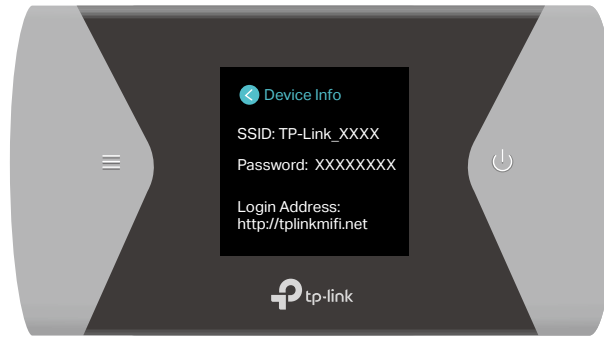 Device Info
SSID: TP-Link_XXXX
Password: XXXXXXXX
Login Address:
http://tplinkmifi.net
tp-link